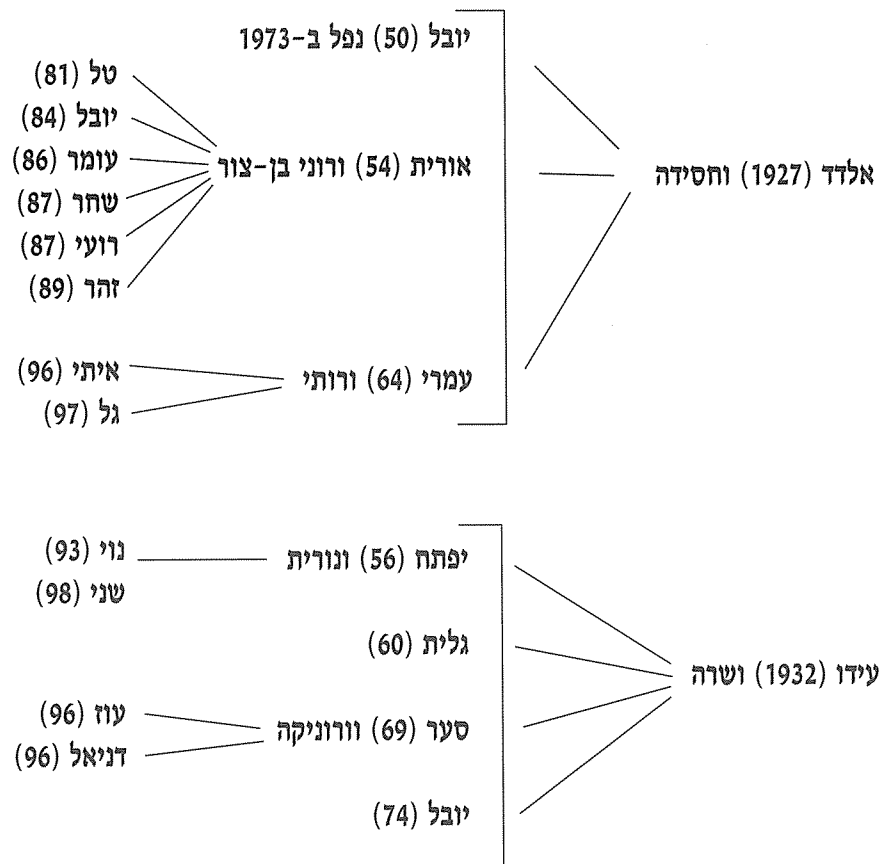 אלדד (1927) וחסידה
יובל (50) נפל ב-1973
אורית (54) ורוני בן-צור
טל (81)
יובל (84)
עומר (86)
שחר (87)
רועי (87)
זהר (89)
עמרי (64) ורותי
איתי (96)
גל (97)
עידו (1932) ושרה
יפתח (56) ונורית
נוי (93)
שני (98)
גלית (60)
סער (69) וורוניקה
עוז (96)
דניאל (96)
יובל (74)